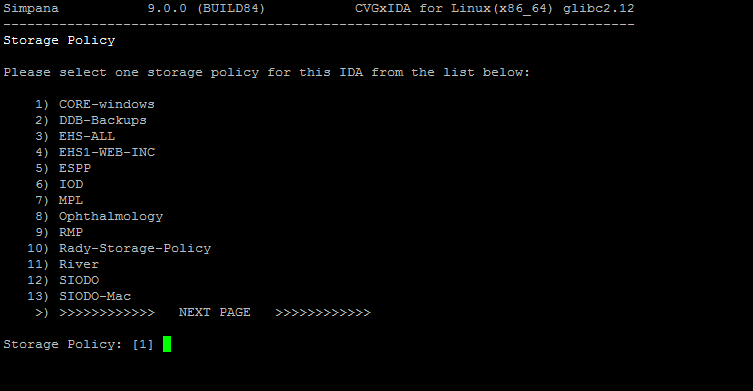 Simpana 9.0.0 (BUILD84) CVGxIDA for Linux(x86_64) glibc2.12
-------------------------------------------------------------------------------
Storage Policy
Please select one storage policy for this IDA from the list below:
1) CORE-windows
2) DDB-Backups
3) EHS-ALL
4) EHS1-WEB-INC
5) ESPP
6) IOD
7) MPL
8) Ophthalmology
9) RMP
10) Rady-Storage-Policy
11) River
12) SIODO
13) SIODO-Mac
>) >>>>>>>>>>>> NEXT PAGE >>>>>>>>>>>>
Storage Policy: [1]